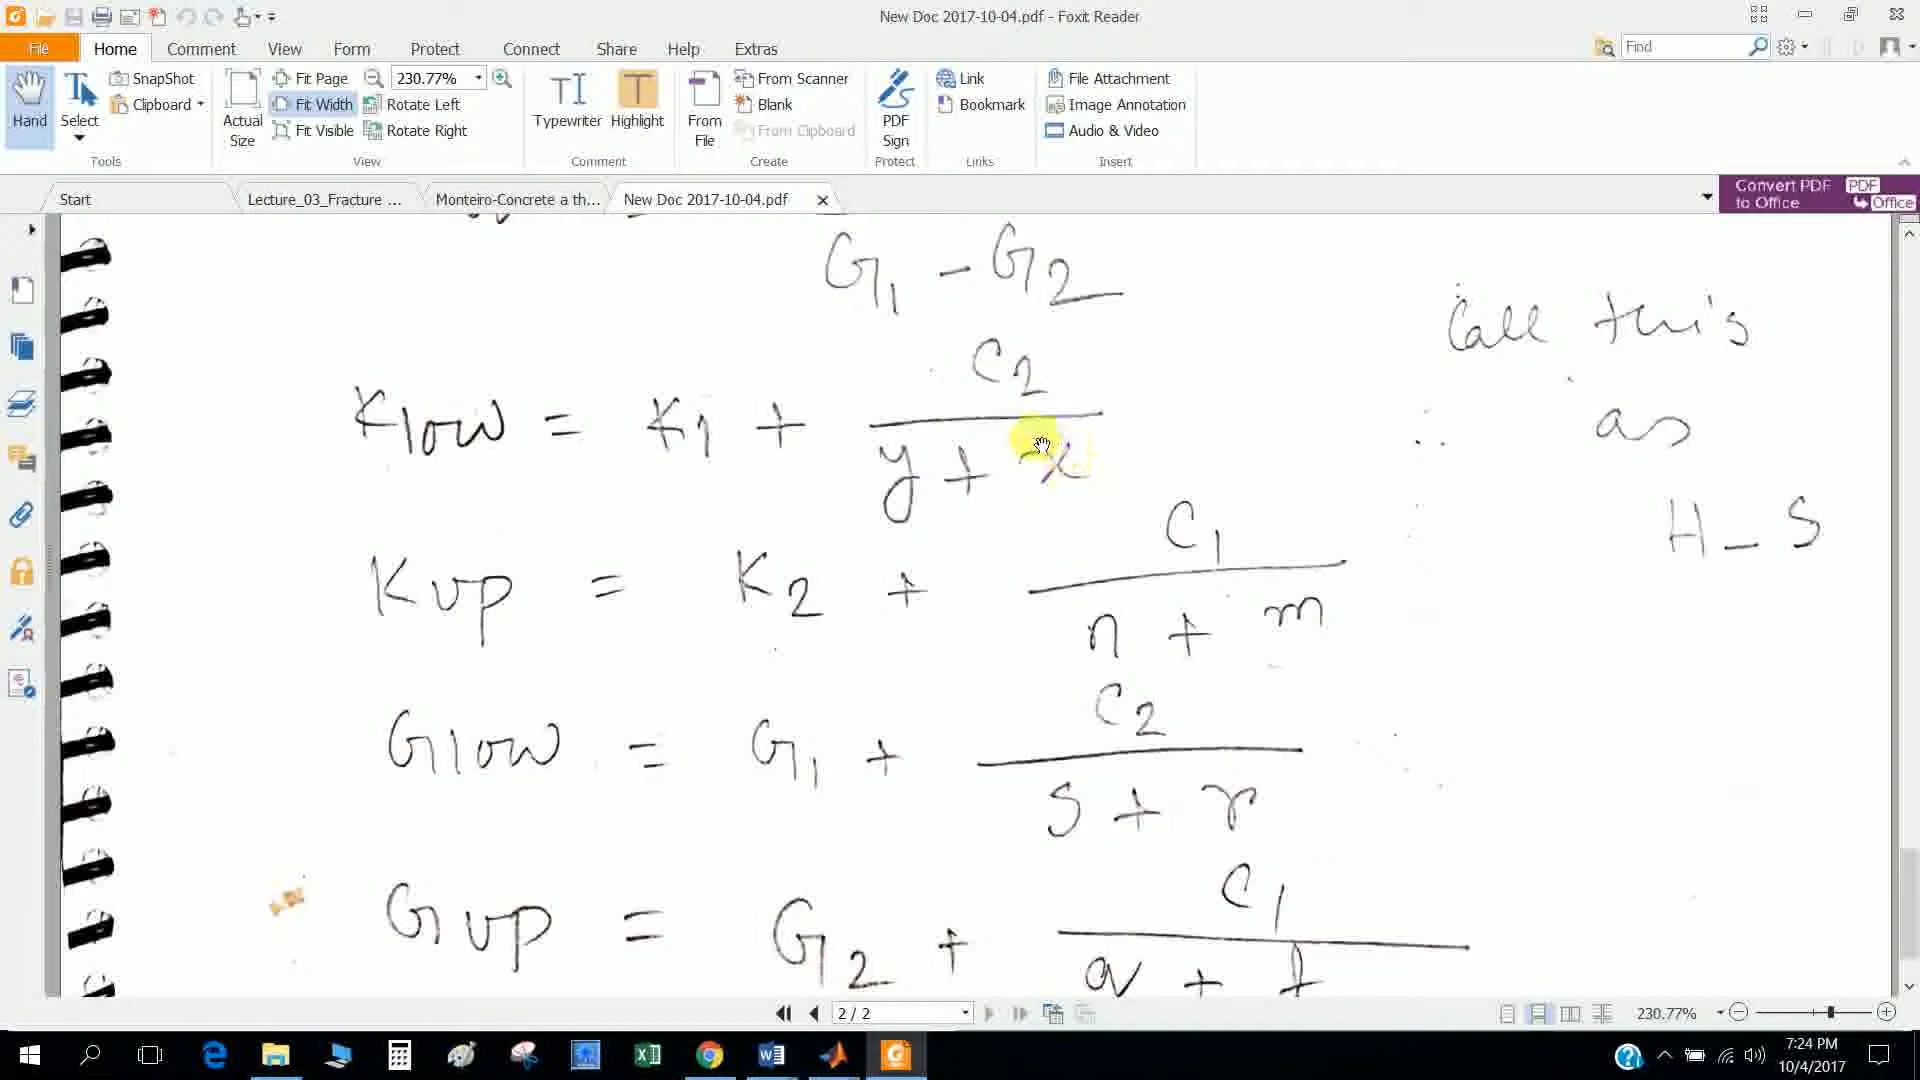 New Doc 2017-10-04.pdf - Foxit Reader
File Home Comment View Form Protect Connect Share Help Extras Find
Hand Select SnapShot Clipboard Tools
Actual Size Fit Page Fit Width Fit Visible 230.77% Rotate Left Rotate Right View
Typewriter Highlight Comment
From File From Scanner Blank From Clipboard Create
PDF Sign Protect
Link Bookmark Links
File Attachment Image Annotation Audio & Video Insert
Start Lecture_03_Fracture ... Monteiro-Concrete a th... New Doc 2017-10-04.pdf
Convert PDF to Office PDF Office
G1 - G2
Call this
as
H_S
Klow = K1 + C2
y + x
Kup = K2 + C1
n + m
Glow = G1 + C2
s + r
Gup = G2 + C1
v + t
2 / 2 230.77%
7:24 PM
10/4/2017